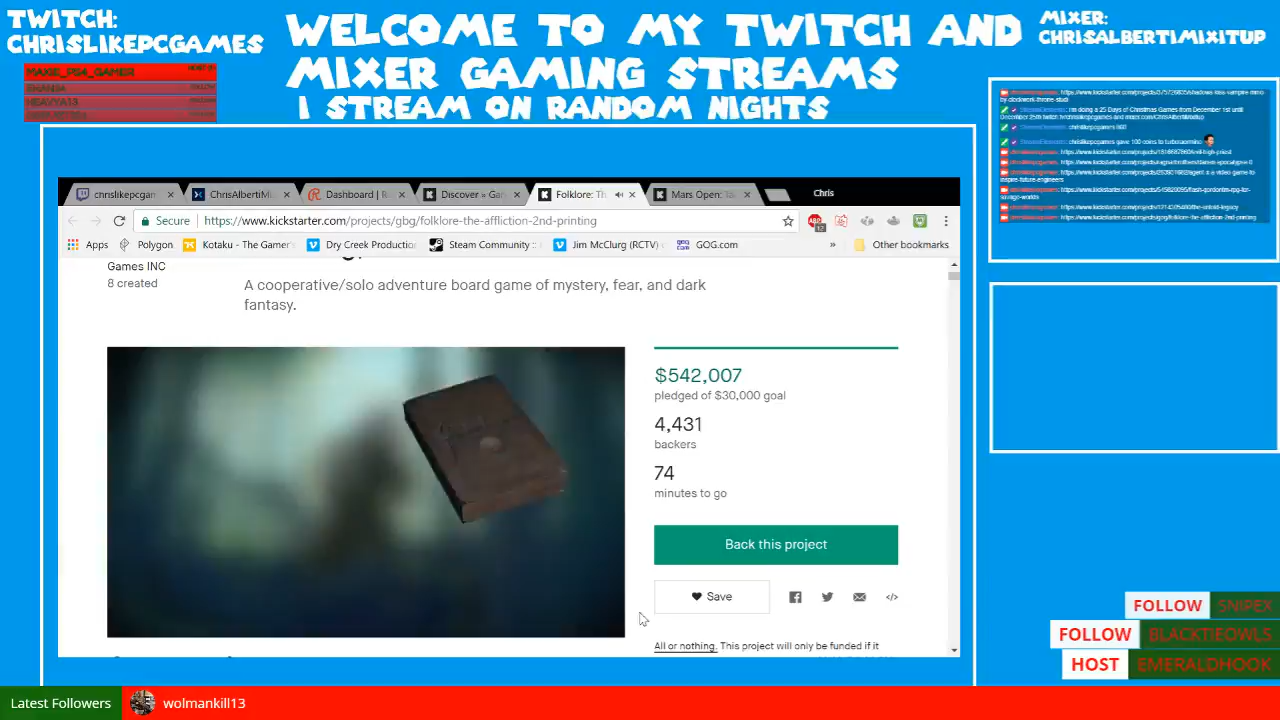 TWITCH:
CHRISLIKEPCGAMES
WELCOME TO MY TWITCH AND
MIXER GAMING STREAMS
I STREAM ON RANDOM NIGHTS
MIXER:
CHRISALBERTIMIXITUP
MAXIE_PS4_GAMER
HEAVYA13
chrislikepcgam
ChrisAlbertiMi
Dashboard | R
Discover » Gan
Folklore: Th
Mars Open: Ta
Chris
Secure
https://www.kickstarter.com/projects/gbg/folklore-the-affliction-2nd-printing
Apps
Polygon
Kotaku - The Gamer's
Dry Creek Production
Steam Community ::
Jim McClurg (RCTV)
GOG.com
»
Other bookmarks
Games INC
8 created
A cooperative/solo adventure board game of mystery, fear, and dark
fantasy.
$542,007
pledged of $30,000 goal
4,431
backers
74
minutes to go
Back this project
Save
All or nothing. This project will only be funded if it
FOLLOW SNIPEX
FOLLOW BLACKTIEOWLS
HOST EMERALDHOOK
Latest Followers
wolmankill13